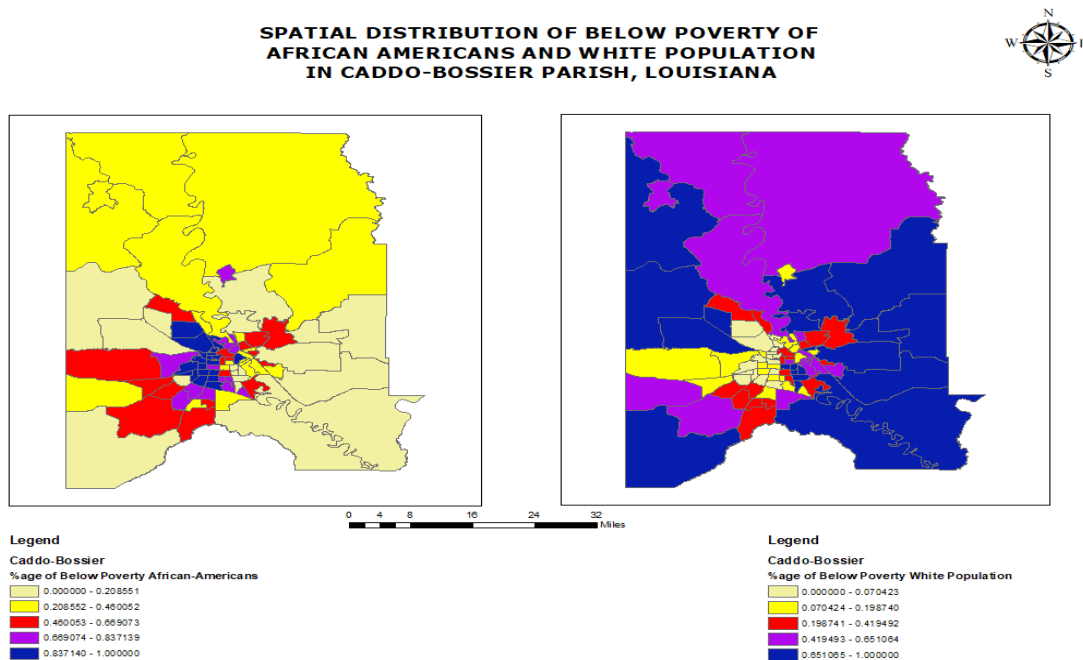 SPATIAL DISTRIBUTION OF BELOW POVERTY OF
AFRICAN AMERICANS AND WHITE POPULATION
IN CADDO-BOSSIER PARISH, LOUISIANA
N
W
E
S
0 4 8 16 24 32
Miles
Legend
Caddo-Bossier
%age of Below Poverty African-Americans
0.000000 - 0.208551
0.208552 - 0.460052
0.460053 - 0.669073
0.669074 - 0.837139
0.837140 - 1.000000
Legend
Caddo-Bossier
%age of Below Poverty White Population
0.000000 - 0.070423
0.070424 - 0.198740
0.198741 - 0.419492
0.419493 - 0.651064
0.651065 - 1.000000